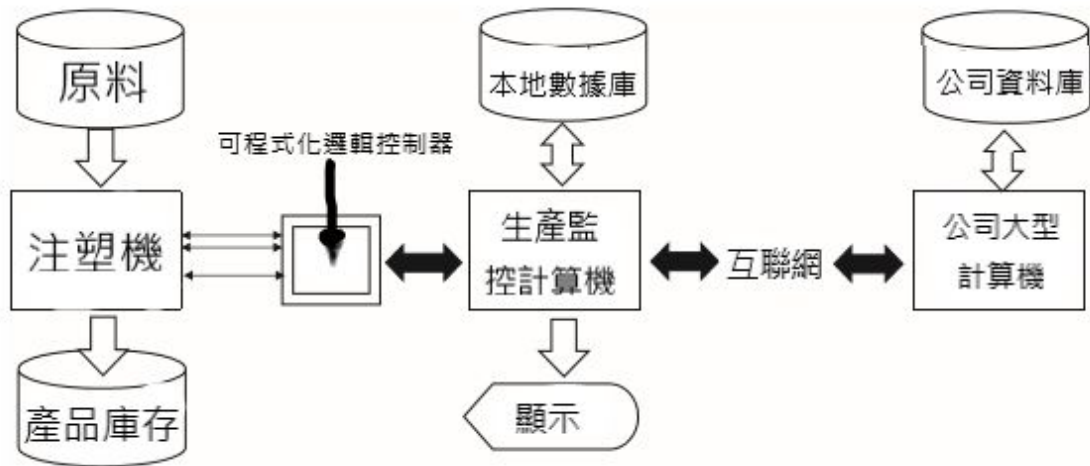 原料
本地數據庫
公司資料庫
可程式化邏輯控制器
注塑機
生產監
控計算機
互聯網
公司大型
計算機
產品庫存
顯示